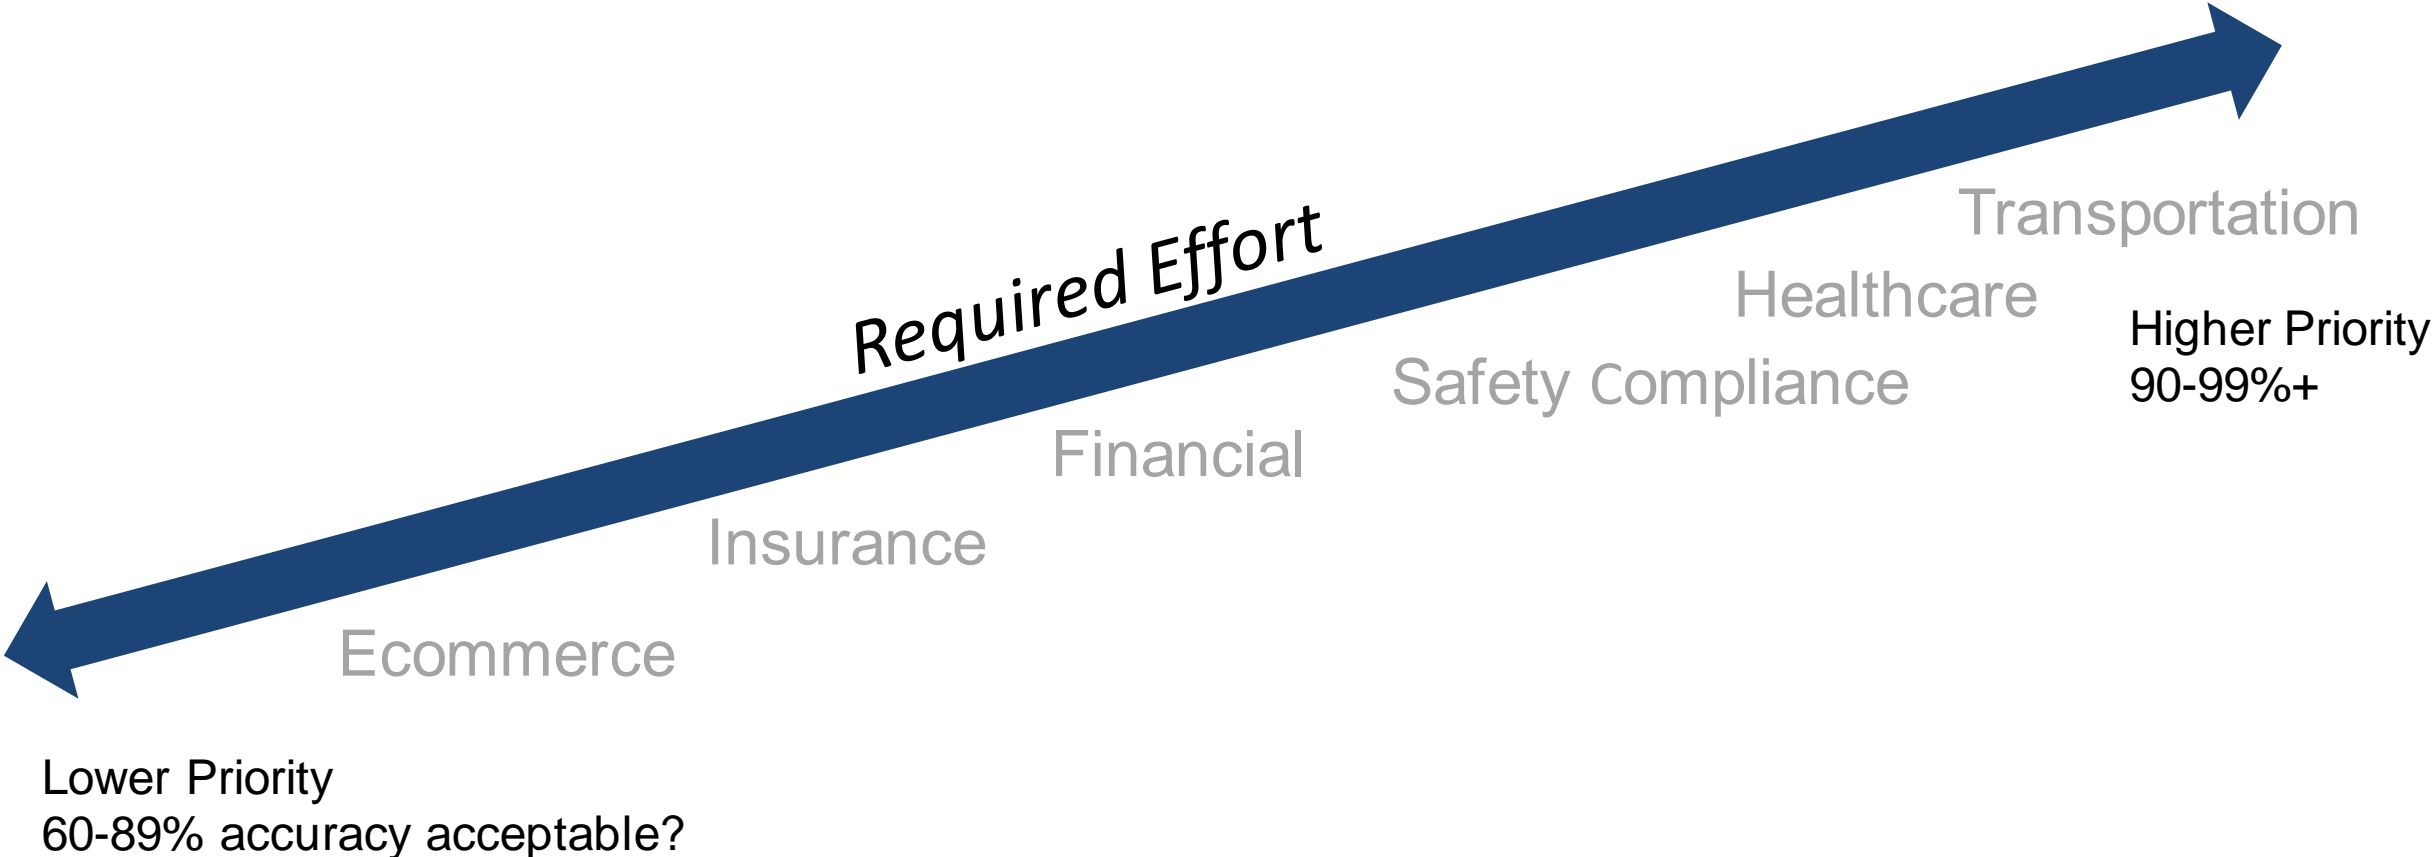 Required Effort
Transportation
Healthcare
Higher Priority
90-99%+
Safety Compliance
Financial
Insurance
Ecommerce
Lower Priority
60-89% accuracy acceptable?